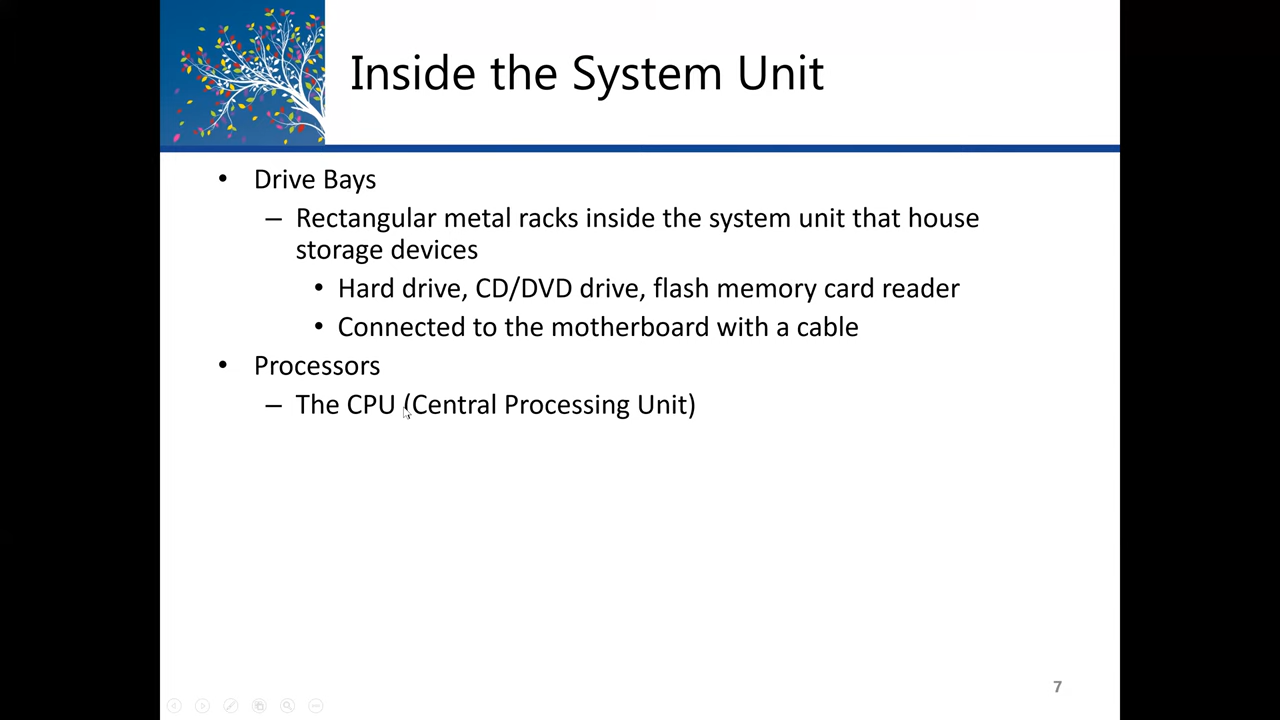 Inside the System Unit
• Drive Bays
– Rectangular metal racks inside the system unit that house
storage devices
• Hard drive, CD/DVD drive, flash memory card reader
• Connected to the motherboard with a cable
• Processors
– The CPU (Central Processing Unit)
7